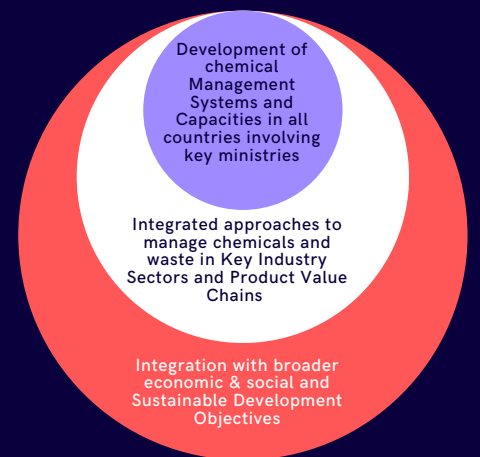 Development of
chemical
Management
Systems and
Capacities in all
countries involving
key ministries
Integrated approaches to
manage chemicals and
waste in Key Industry
Sectors and Product Value
Chains
Integration with broader
economic & social and
Sustainable Development
Objectives